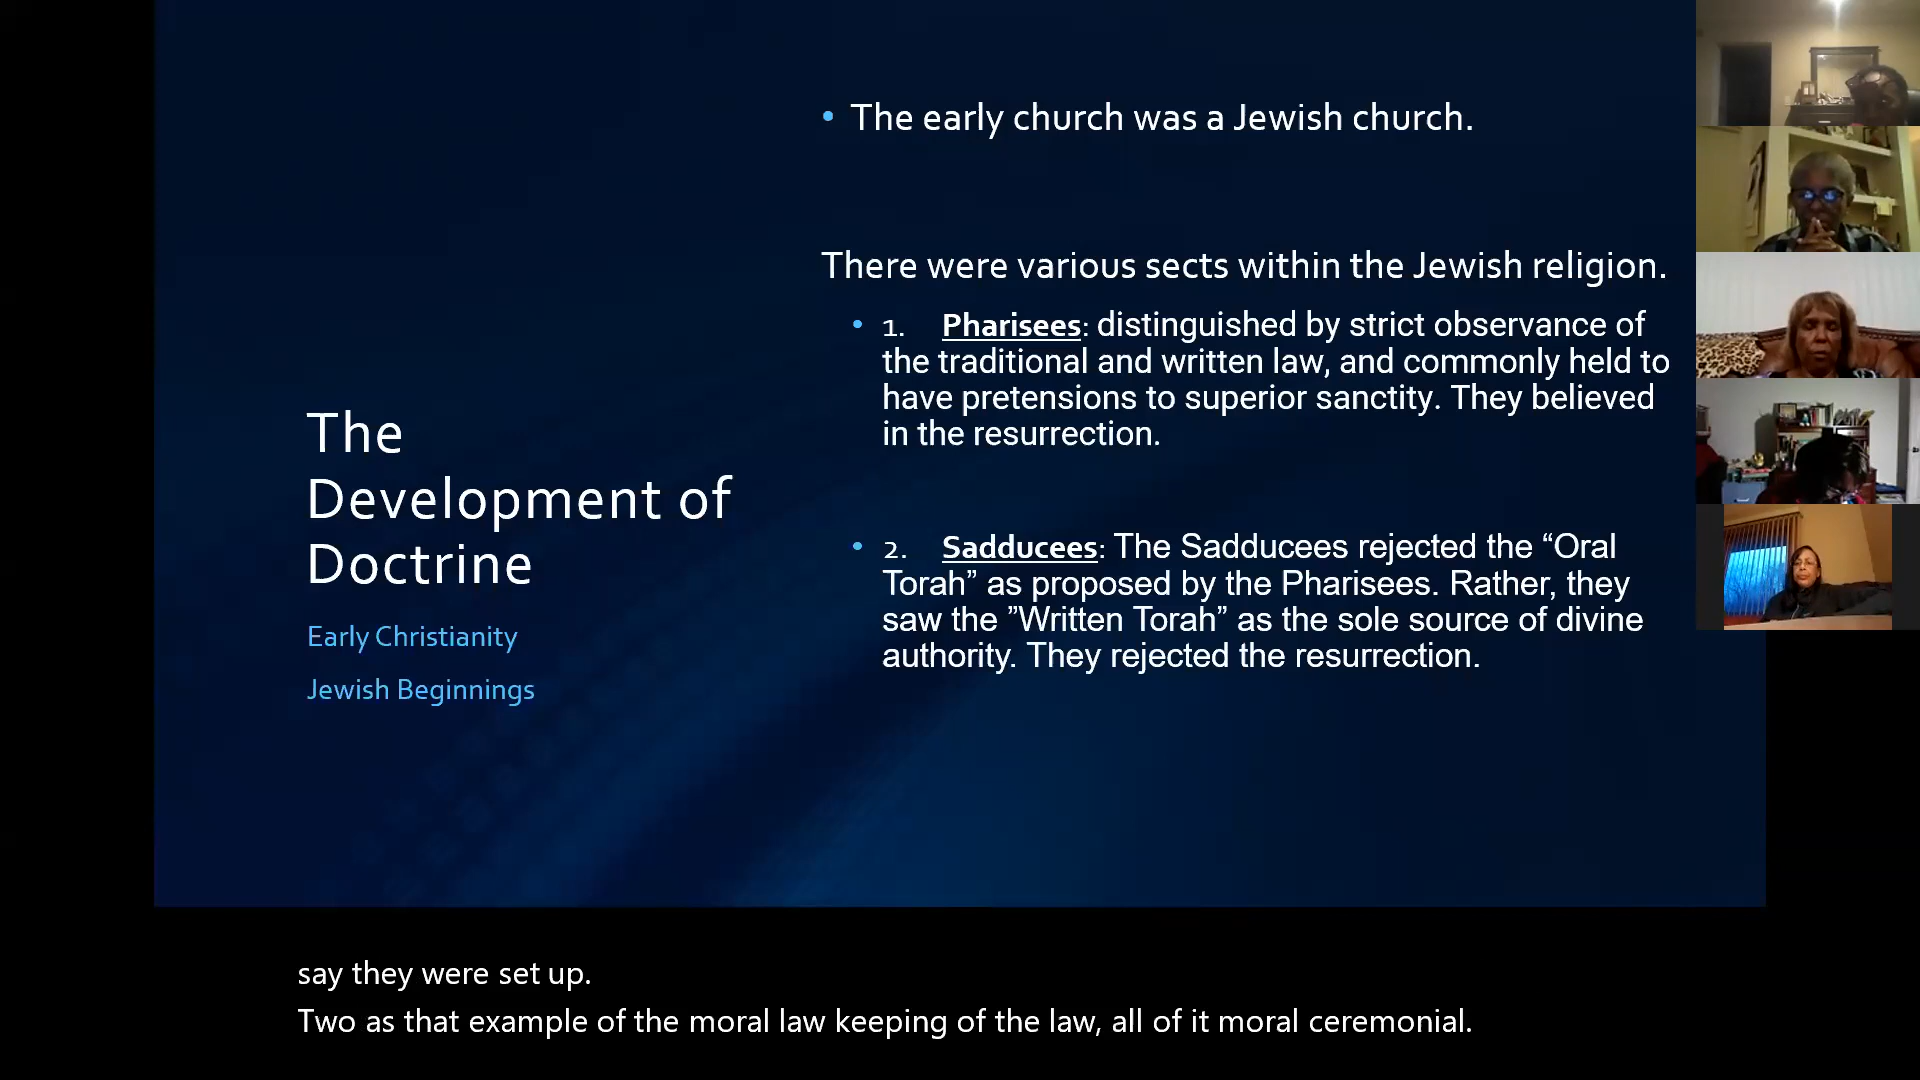 The
Development of
Doctrine
Early Christianity
Jewish Beginnings
• The early church was a Jewish church.
There were various sects within the Jewish religion.
• 1. Pharisees: distinguished by strict observance of
the traditional and written law, and commonly held to
have pretensions to superior sanctity. They believed
in the resurrection.
• 2. Sadducees: The Sadducees rejected the “Oral
Torah” as proposed by the Pharisees. Rather, they
saw the ”Written Torah” as the sole source of divine
authority. They rejected the resurrection.
say they were set up.
Two as that example of the moral law keeping of the law, all of it moral ceremonial.